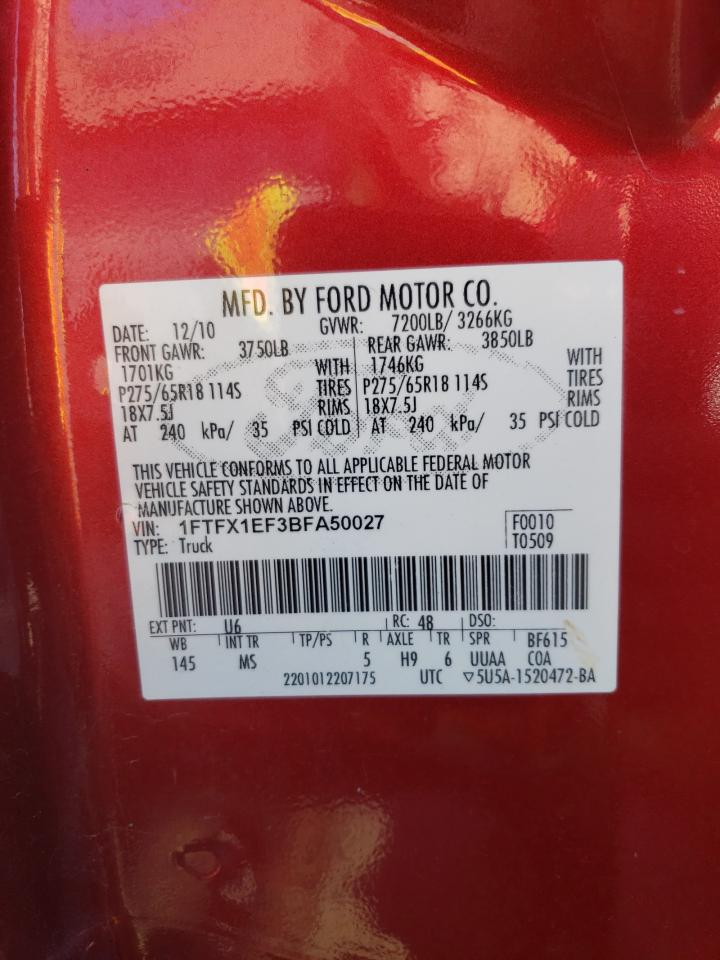 MFD. BY FORD MOTOR CO.
DATE: 12/10 GVWR: 7200LB/ 3266KG
FRONT GAWR: 3750LB REAR GAWR: 3850LB
1701KG WITH 1746KG WITH
P275/65R18 114S TIRES P275/65R18 114S TIRES
18X7.5J RIMS 18X7.5J RIMS
AT 240 kPa/ 35 PSI COLD AT 240 kPa/ 35 PSI COLD
THIS VEHICLE CONFORMS TO ALL APPLICABLE FEDERAL MOTOR
VEHICLE SAFETY STANDARDS IN EFFECT ON THE DATE OF
MANUFACTURE SHOWN ABOVE.
VIN: 1FTFX1EF3BFA50027 F0010
TYPE: Truck T0509
EXT PNT: U6 RC: 48 DSO:
WB INT TR TP/PS R AXLE TR SPR BF615
145 MS 5 H9 6 UUAA COA
2201012207175 UTC ▽5U5A-1520472-BA